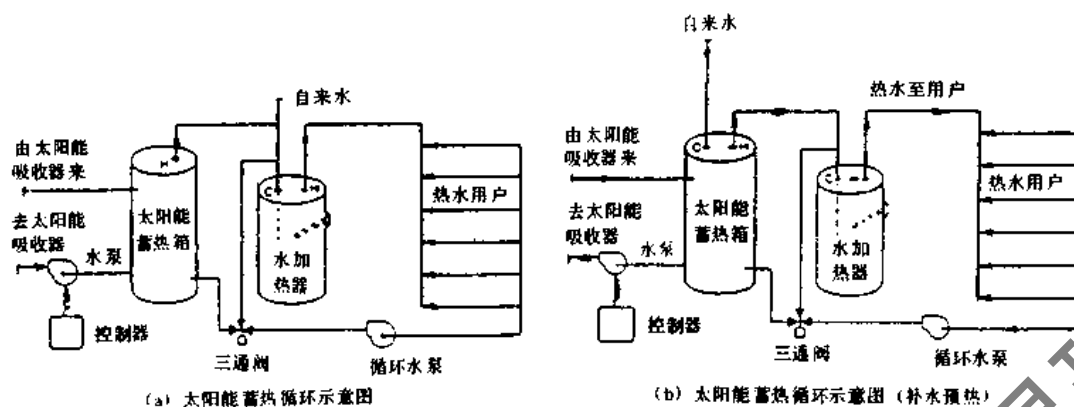 自来水
H
由太阳能
吸收器来
太阳能
蓄热箱
去太阳能
吸收器
水泵
控制器
C
H
水加
热器
热水用户
三通阀
循环水泵
(a) 太阳能蓄热循环示意图
自来水
热水至用户
C
H
由太阳能
吸收器来
太阳能
蓄热箱
去太阳能
吸收器
水泵
控制器
C
水加
热器
热水用户
三通阀
循环水泵
(b) 太阳能蓄热循环示意图 (补水预热)